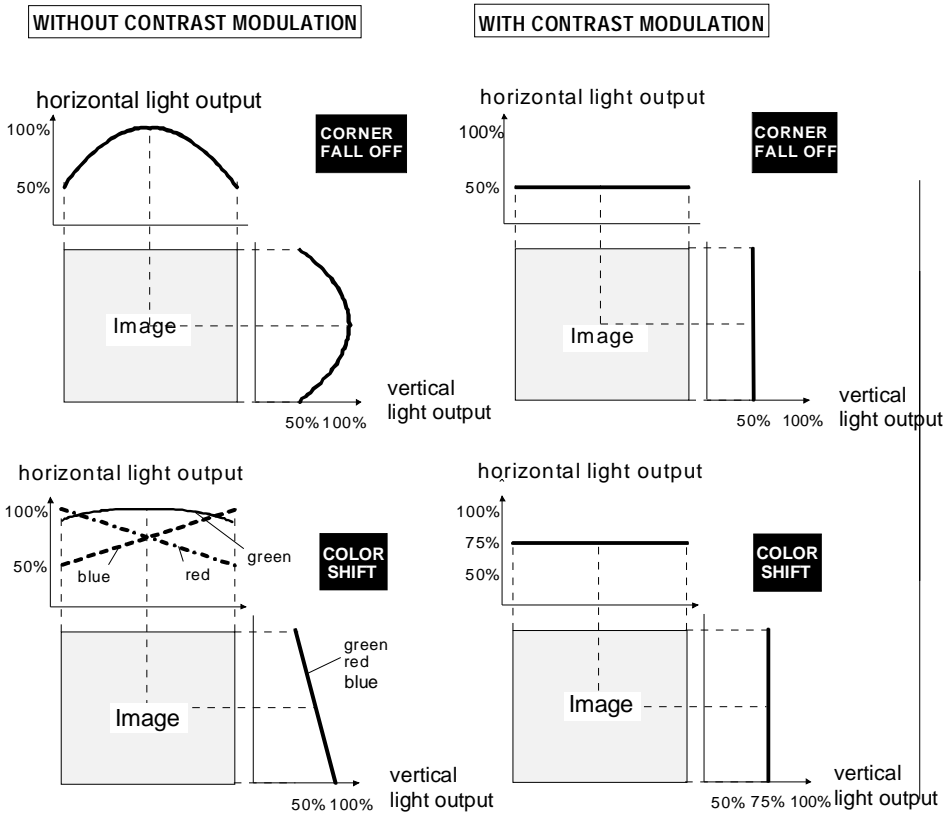 WITHOUT CONTRAST MODULATION
WITH CONTRAST MODULATION
horizontal light output
100%
50%
CORNER
FALL OFF
Image
vertical
light output
50% 100%
horizontal light output
100%
50%
CORNER
FALL OFF
Image
vertical
light output
50% 100%
horizontal light output
100%
50%
blue
red
green
COLOR
SHIFT
green
red
blue
Image
vertical
light output
50% 100%
horizontal light output
100%
75%
50%
COLOR
SHIFT
Image
vertical
light output
50% 75% 100%